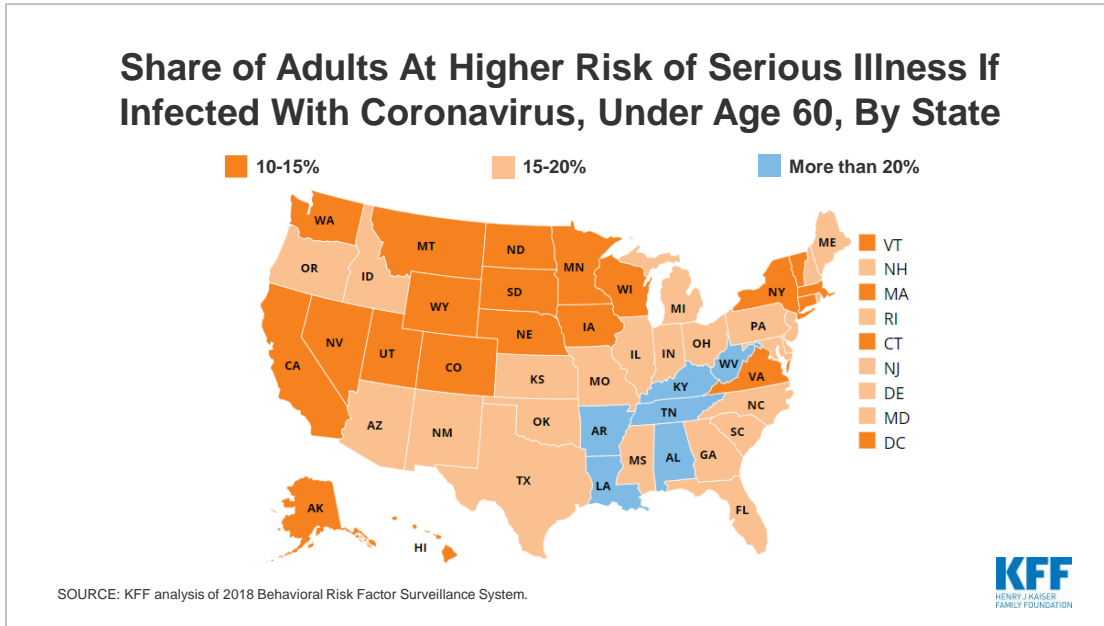 Share of Adults At Higher Risk of Serious Illness If
Infected With Coronavirus, Under Age 60, By State
10-15%
15-20%
More than 20%
WA
MT
ND
MN
ME
OR
ID
WY
SD
WI
MI
NY
NE
IA
PA
CA
NV
UT
CO
KS
MO
IL
IN
OH
WV
VA
KY
AZ
NM
OK
AR
TN
NC
SC
TX
LA
MS
AL
GA
FL
AK
HI
VT
NH
MA
RI
CT
NJ
DE
MD
DC
SOURCE: KFF analysis of 2018 Behavioral Risk Factor Surveillance System.
KFF
HENRY J KAISER
FAMILY FOUNDATION